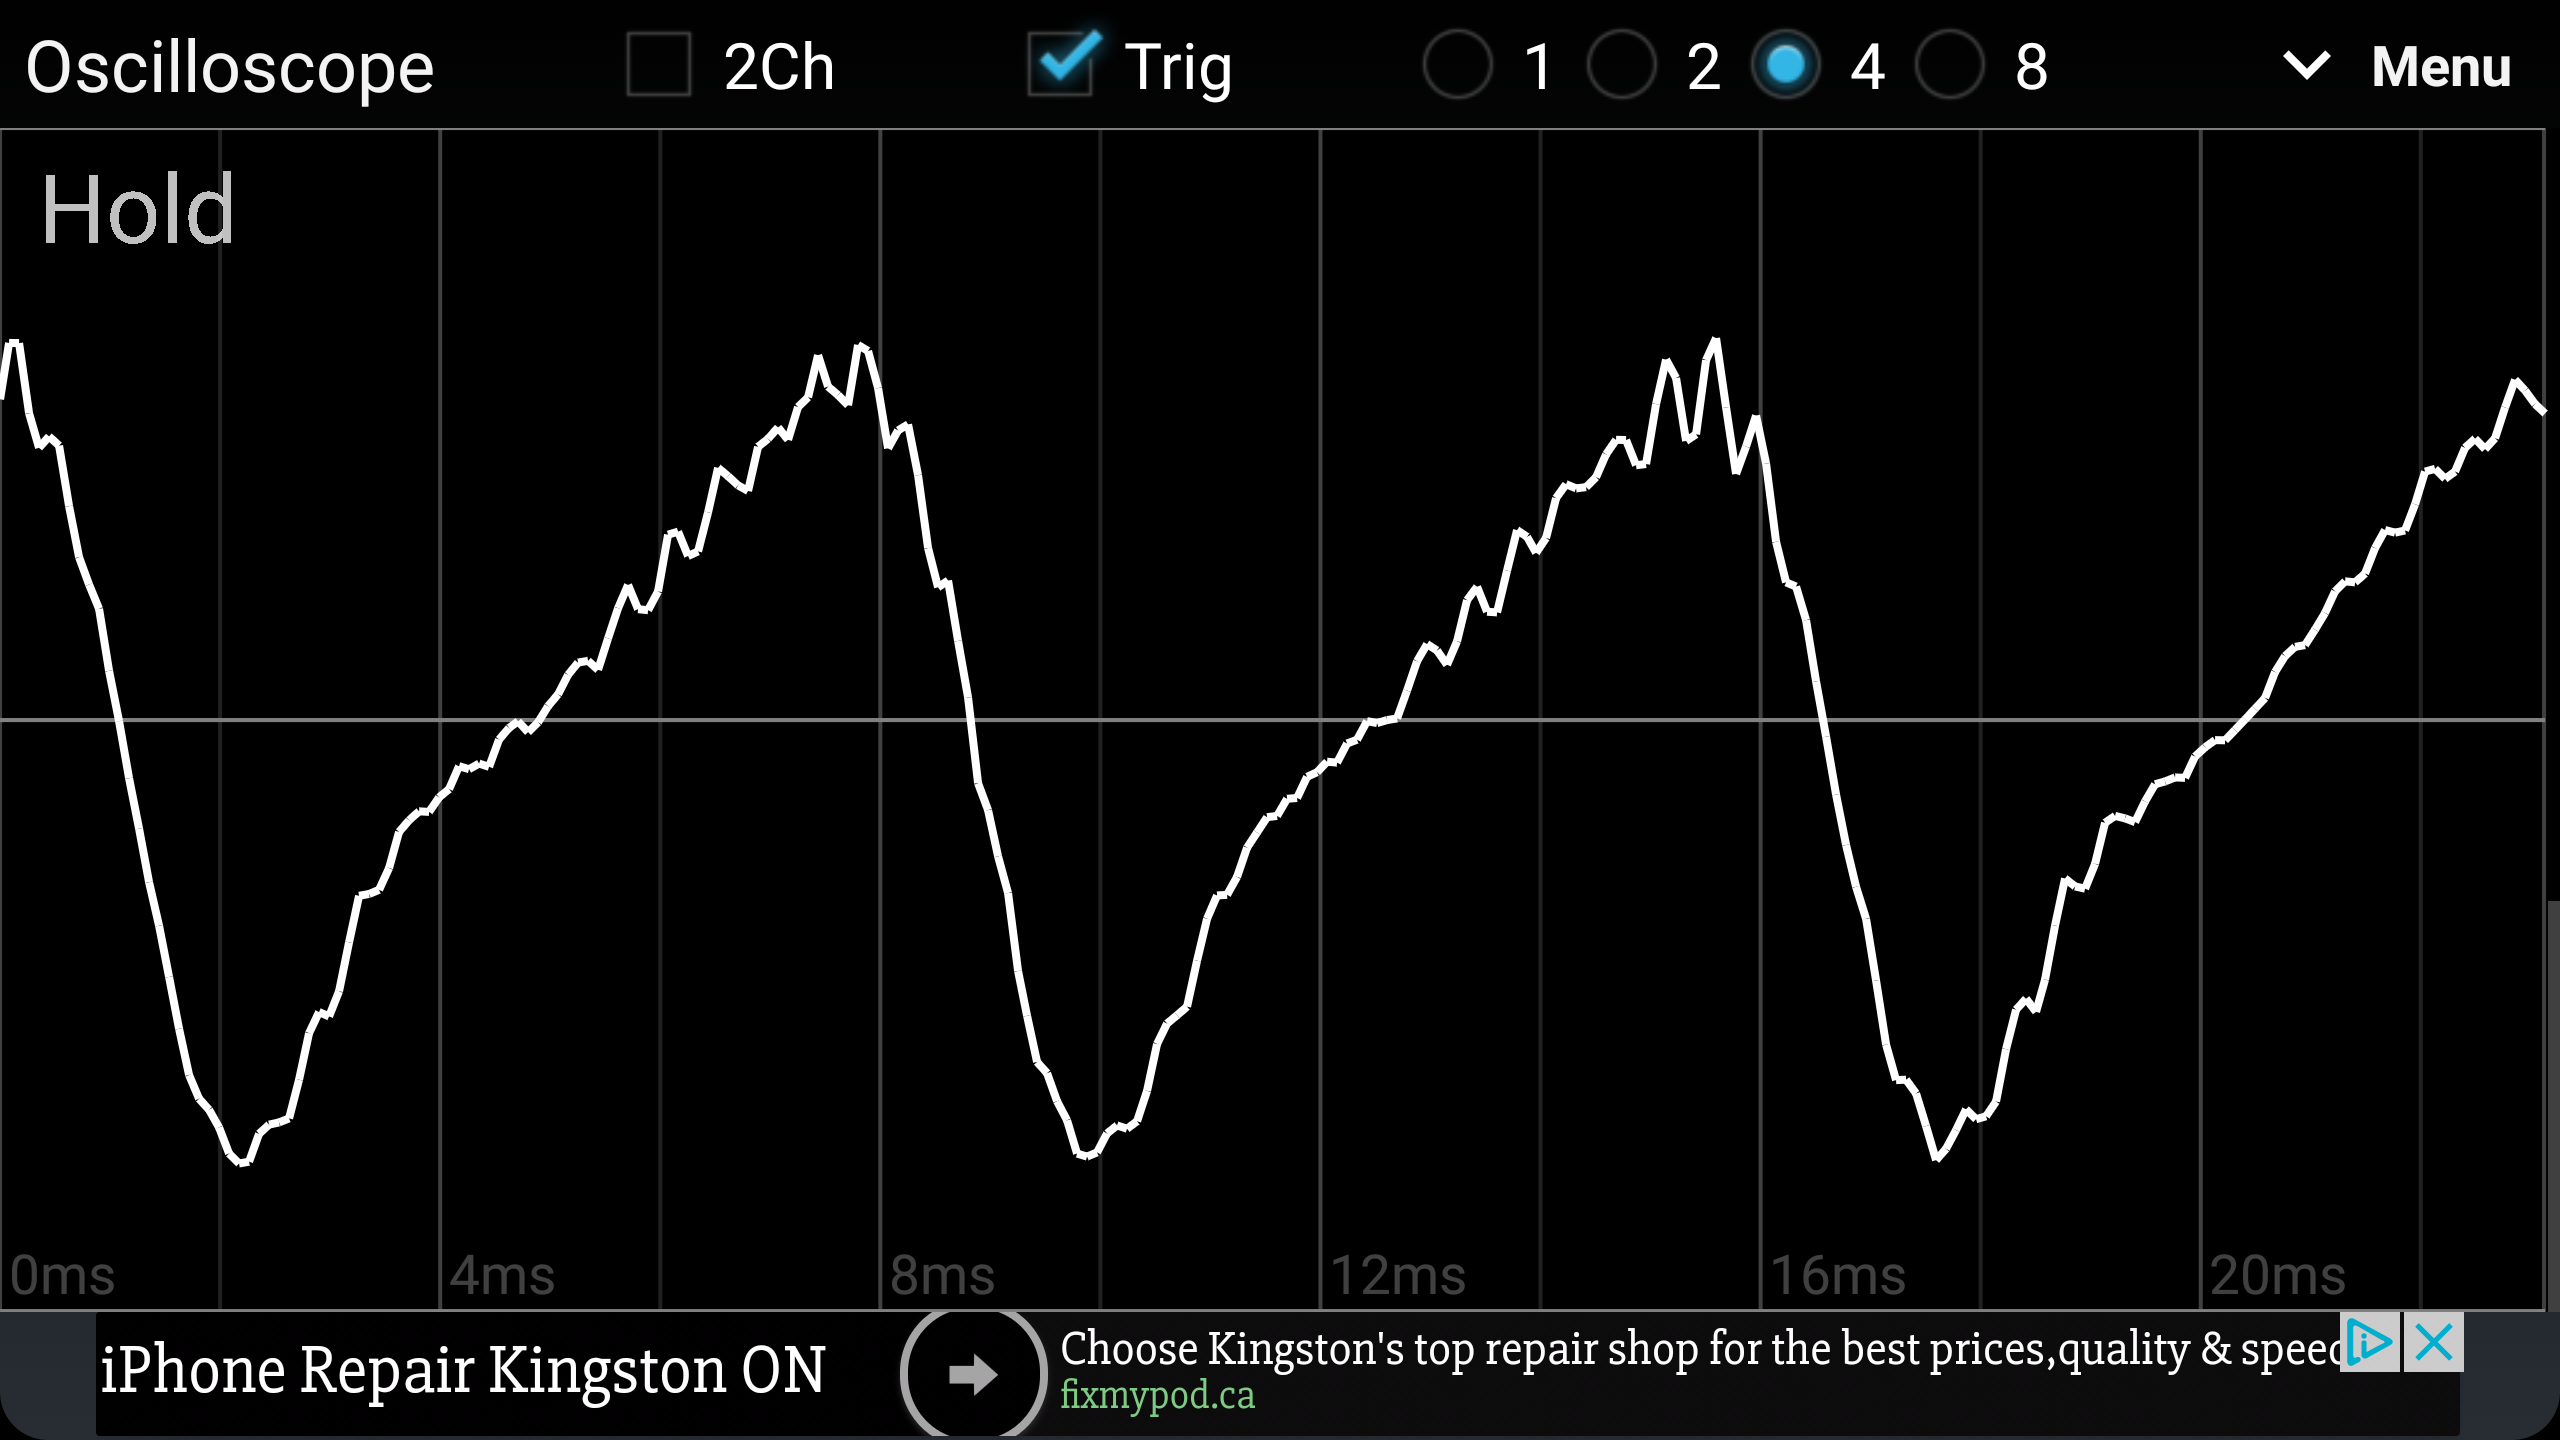 Oscilloscope 2Ch Trig 1 2 4 8 Menu
Hold
0ms 4ms 8ms 12ms 16ms 20ms
iPhone Repair Kingston ON
Choose Kingston's top repair shop for the best prices,quality & speed
fixmypod.ca